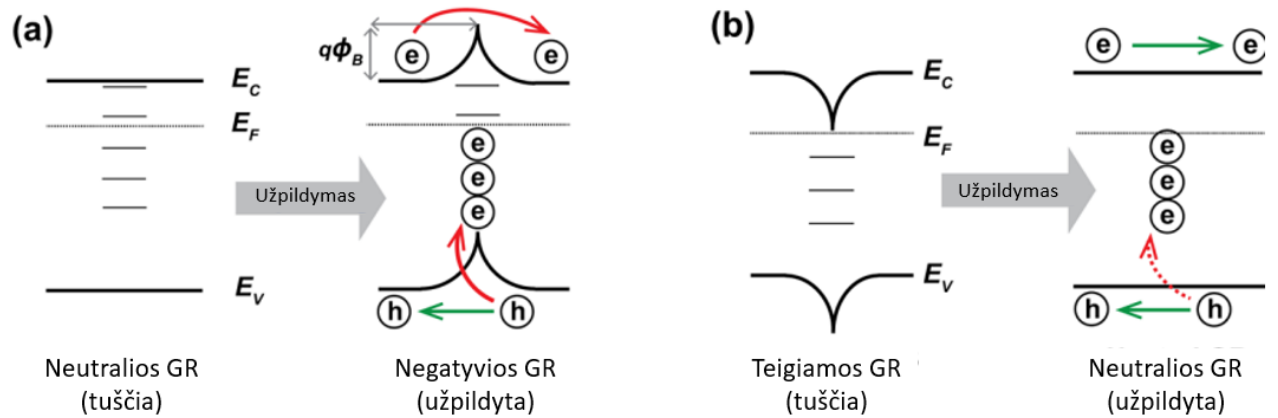 (a)
qϕB
e
e
EC
EF
e
e
e
Užpildymas
EV
h
h
Neutralios GR
(tuščia)
Negatyvios GR
(užpildyta)
(b)
e
e
EC
EF
e
e
e
Užpildymas
EV
h
h
Teigiamos GR
(tuščia)
Neutralios GR
(užpildyta)